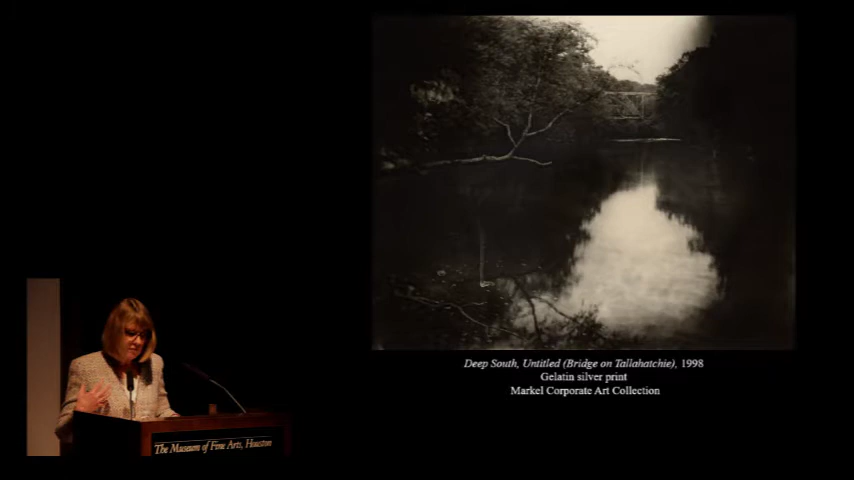 Deep South, Untitled (Bridge on Tallahatchie), 1998
Gelatin silver print
Markel Corporate Art Collection
The Museum of Fine Arts, Houston